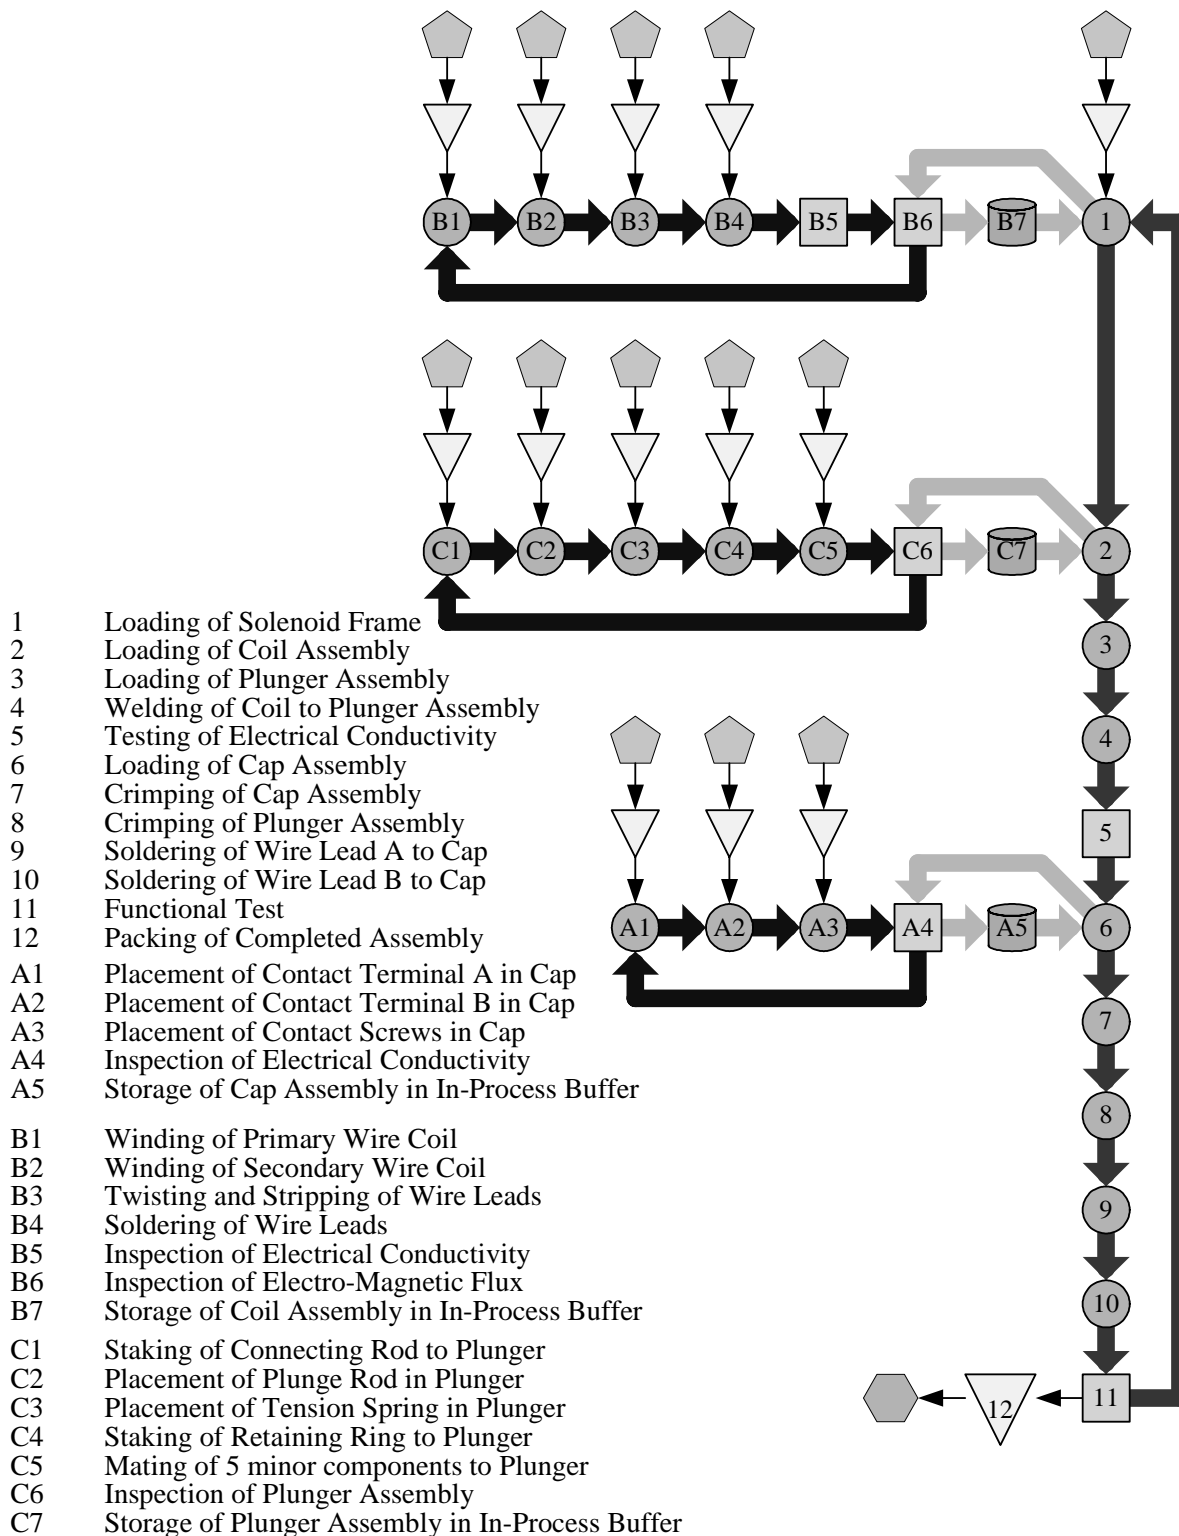 B1 B2 B3 B4 B5 B6 B7 1
C1 C2 C3 C4 C5 C6 C7 2
3
4
5
A1 A2 A3 A4 A5 6
7
8
9
10
11
12
1 Loading of Solenoid Frame
2 Loading of Coil Assembly
3 Loading of Plunger Assembly
4 Welding of Coil to Plunger Assembly
5 Testing of Electrical Conductivity
6 Loading of Cap Assembly
7 Crimping of Cap Assembly
8 Crimping of Plunger Assembly
9 Soldering of Wire Lead A to Cap
10 Soldering of Wire Lead B to Cap
11 Functional Test
12 Packing of Completed Assembly
A1 Placement of Contact Terminal A in Cap
A2 Placement of Contact Terminal B in Cap
A3 Placement of Contact Screws in Cap
A4 Inspection of Electrical Conductivity
A5 Storage of Cap Assembly in In-Process Buffer
B1 Winding of Primary Wire Coil
B2 Winding of Secondary Wire Coil
B3 Twisting and Stripping of Wire Leads
B4 Soldering of Wire Leads
B5 Inspection of Electrical Conductivity
B6 Inspection of Electro-Magnetic Flux
B7 Storage of Coil Assembly in In-Process Buffer
C1 Staking of Connecting Rod to Plunger
C2 Placement of Plunge Rod in Plunger
C3 Placement of Tension Spring in Plunger
C4 Staking of Retaining Ring to Plunger
C5 Mating of 5 minor components to Plunger
C6 Inspection of Plunger Assembly
C7 Storage of Plunger Assembly in In-Process Buffer